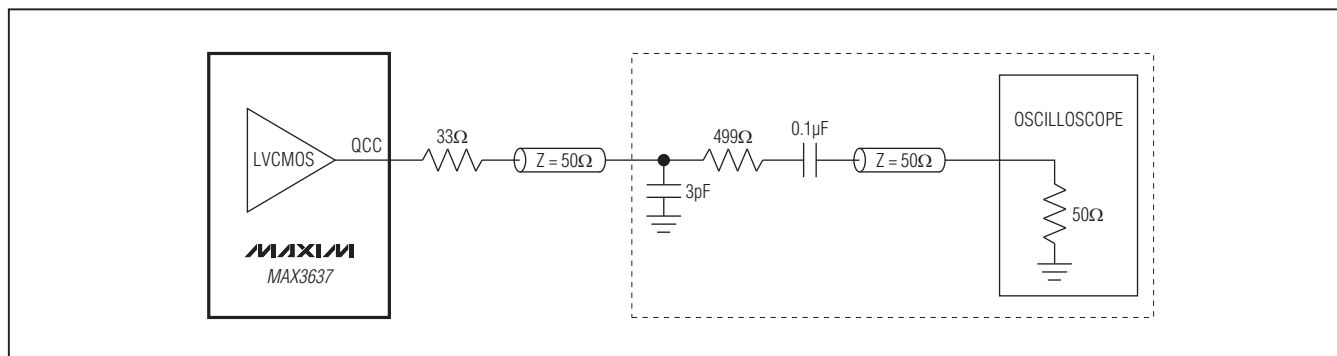 LVCMOS
QCC
33Ω
Z = 50Ω
3pF
499Ω
0.1µF
Z = 50Ω
OSCILLOSCOPE
50Ω
MAXIM
MAX3637